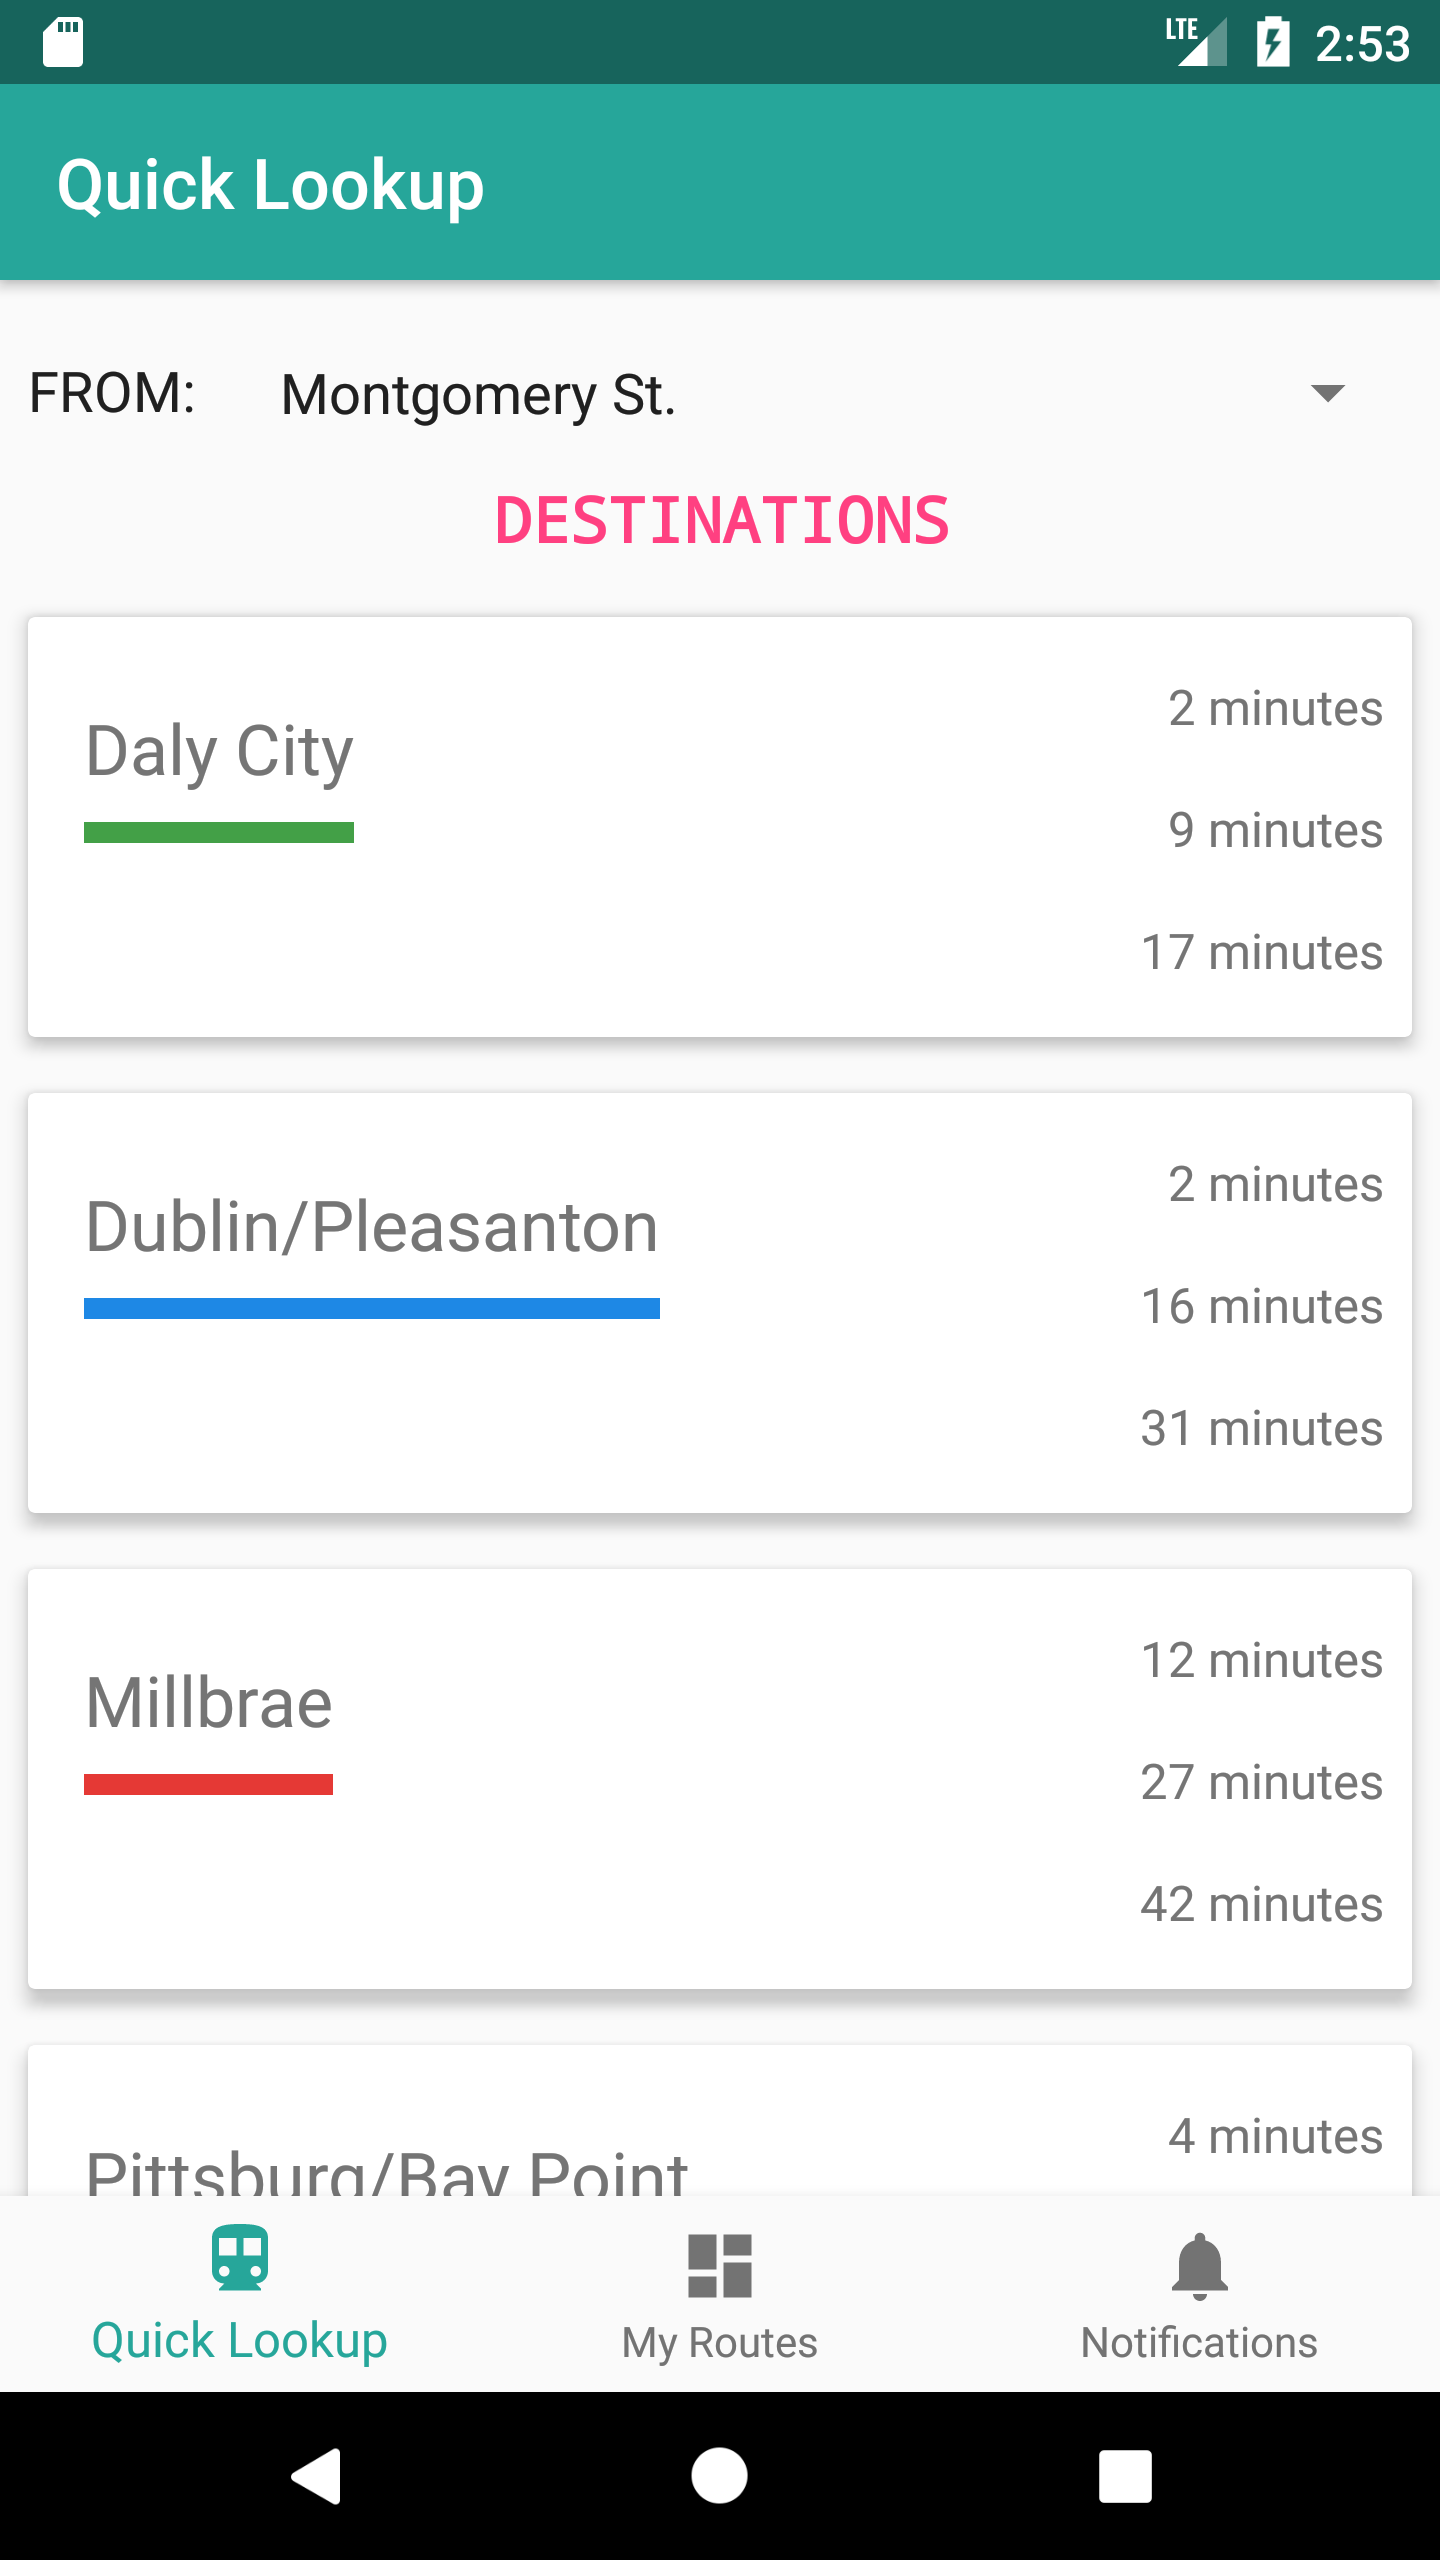 LTE 2:53
Quick Lookup
FROM: Montgomery St.
DESTINATIONS
2 minutes
Daly City
9 minutes
17 minutes
2 minutes
Dublin/Pleasanton
16 minutes
31 minutes
12 minutes
Millbrae
27 minutes
42 minutes
4 minutes
Pittsburg/Bay Point
Quick Lookup My Routes Notifications